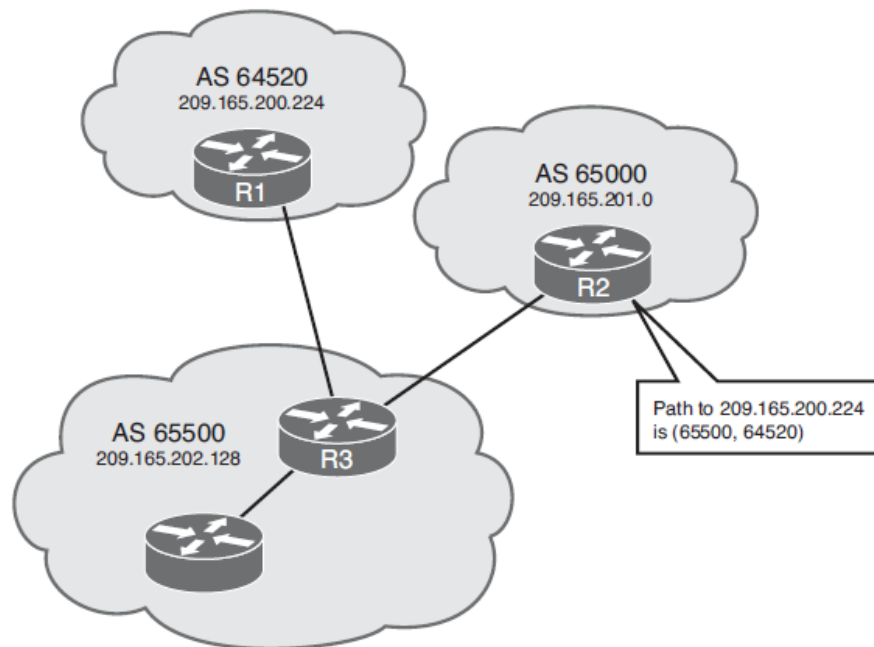 AS 64520
209.165.200.224
R1
AS 65000
209.165.201.0
R2
Path to 209.165.200.224
is (65500, 64520)
AS 65500
209.165.202.128
R3